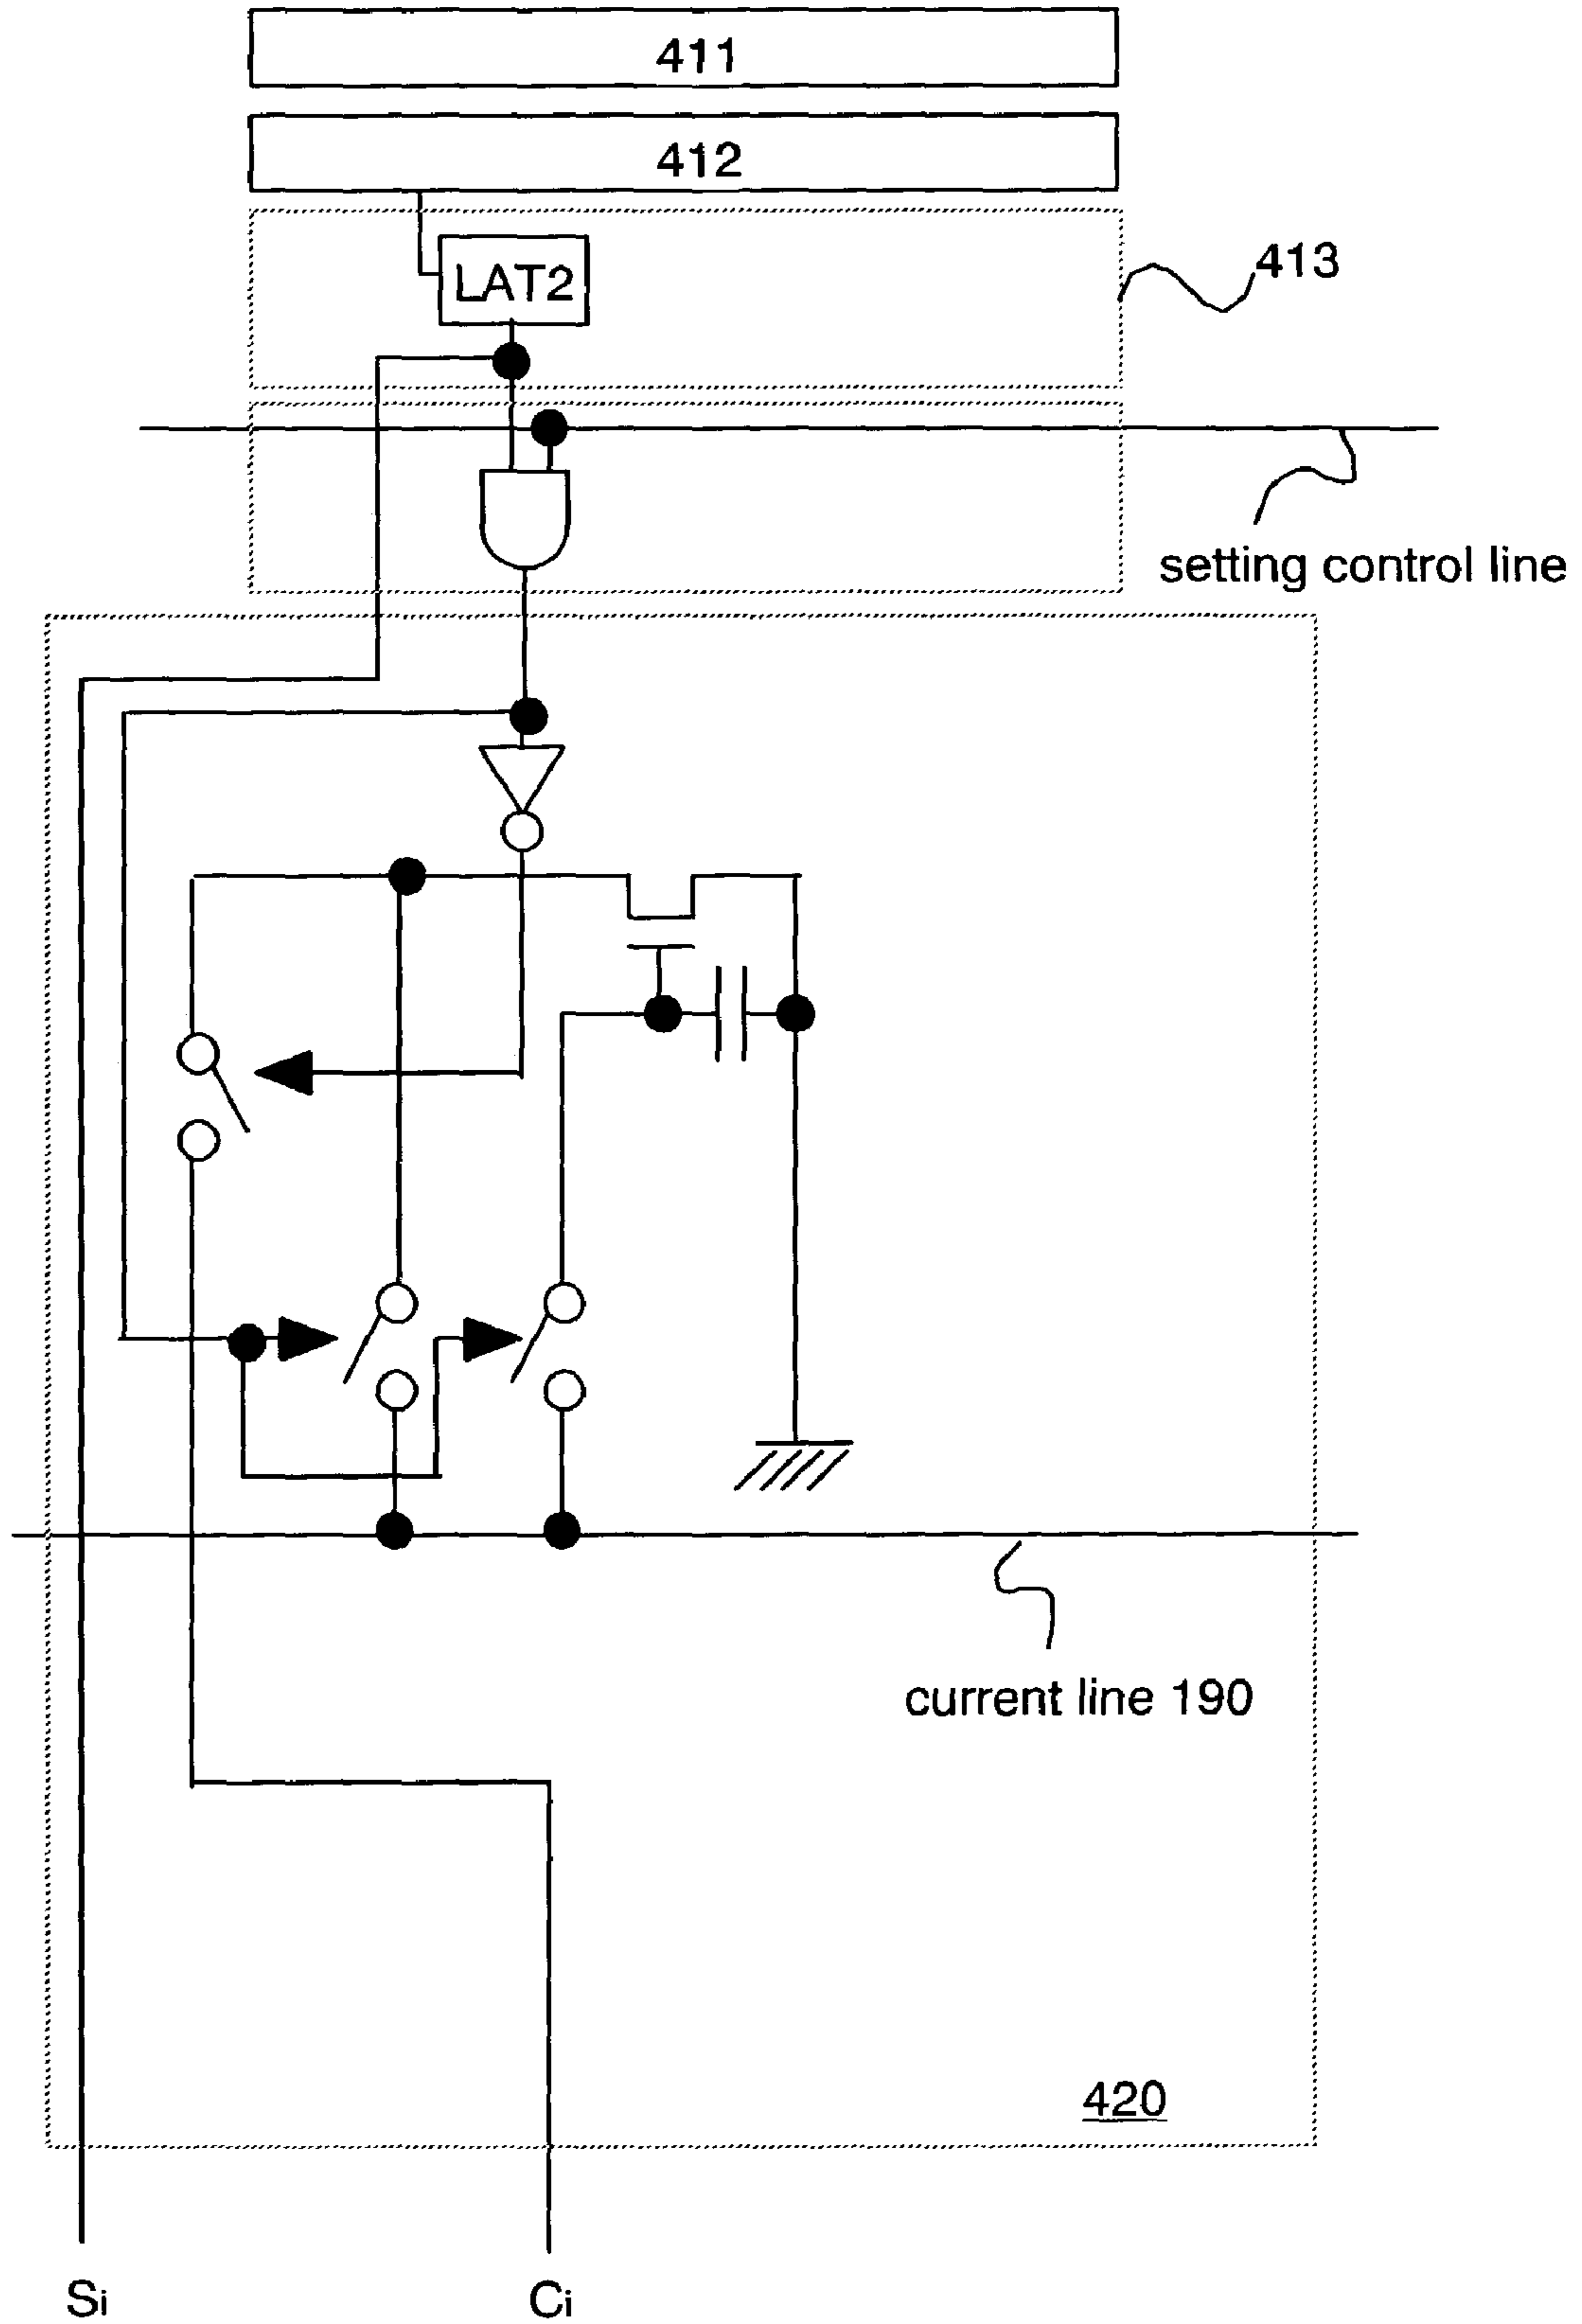 411
412
LAT2
413
setting control line
current line 190
420
Si
Ci